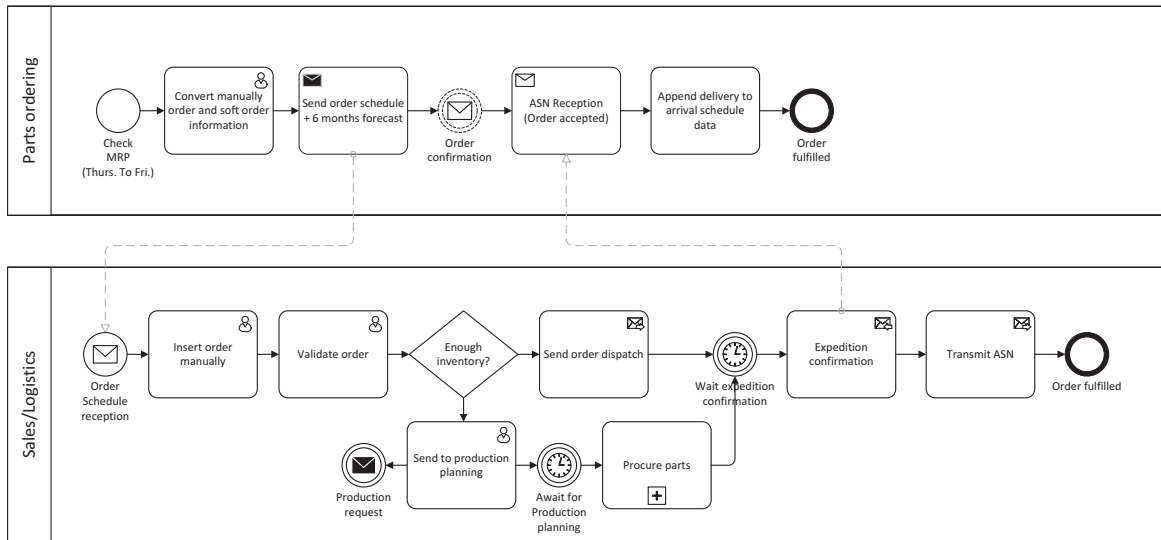 Parts ordering
Convert manually
order and soft order
information
Send order schedule
+ 6 months forecast
ASN Reception
(Order accepted)
Append delivery to
arrival schedule
data
Check
MRP
(Thurs. To Fri.)
Order
confirmation
Order
fulfilled
Sales/Logistics
Order
Schedule
reception
Insert order
manually
Validate order
Enough
inventory?
Send order dispatch
Wait expedition
confirmation
Expedition
confirmation
Transmit ASN
Order fulfilled
Send to production
planning
Production
request
Await for
Production
planning
Procure parts